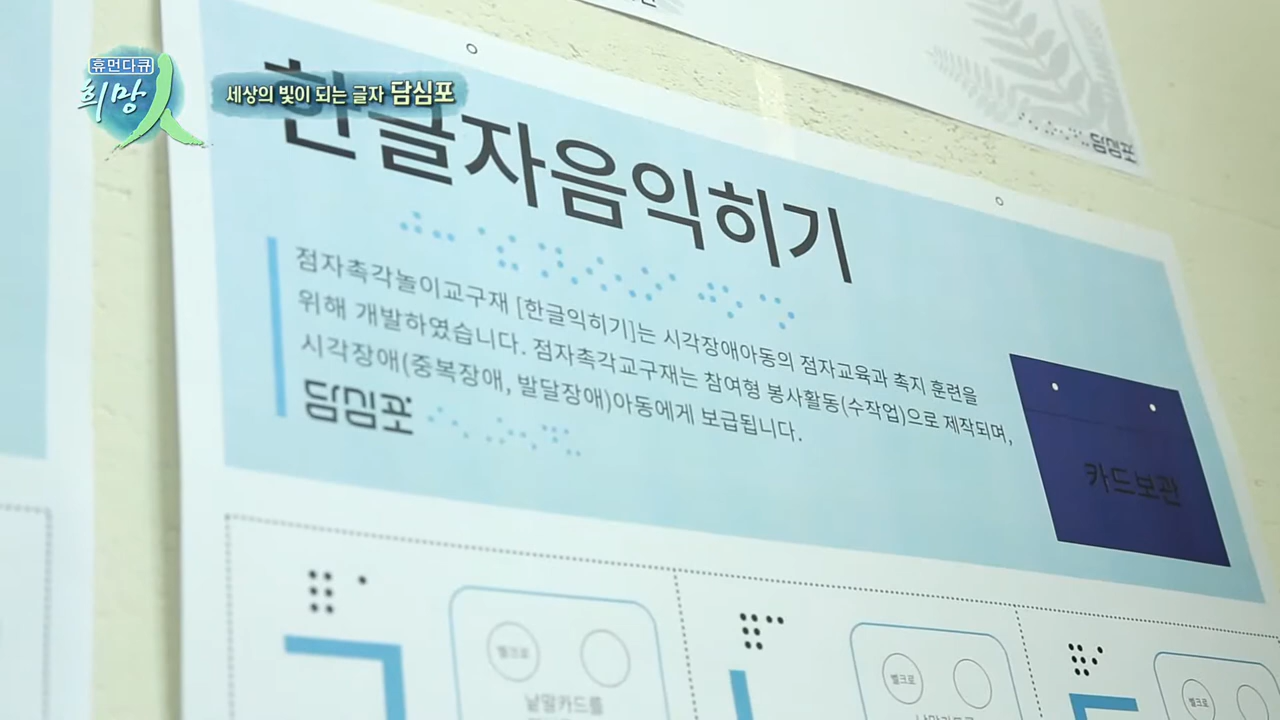 휴먼다큐
희망人
세상의 빛이 되는 글자 담심포
담심포
한글자음익히기
점자촉각놀이교구재 [한글익히기]는 시각장애아동의 점자교육과 촉지 훈련을
위해 개발하였습니다. 점자촉각교구재는 참여형 봉사활동(수작업)으로 제작되며,
시각장애(중복장애, 발달장애)아동에게 보급됩니다.
담심포
카드보관
벨크로
낱말카드를
벨크로
벨크로